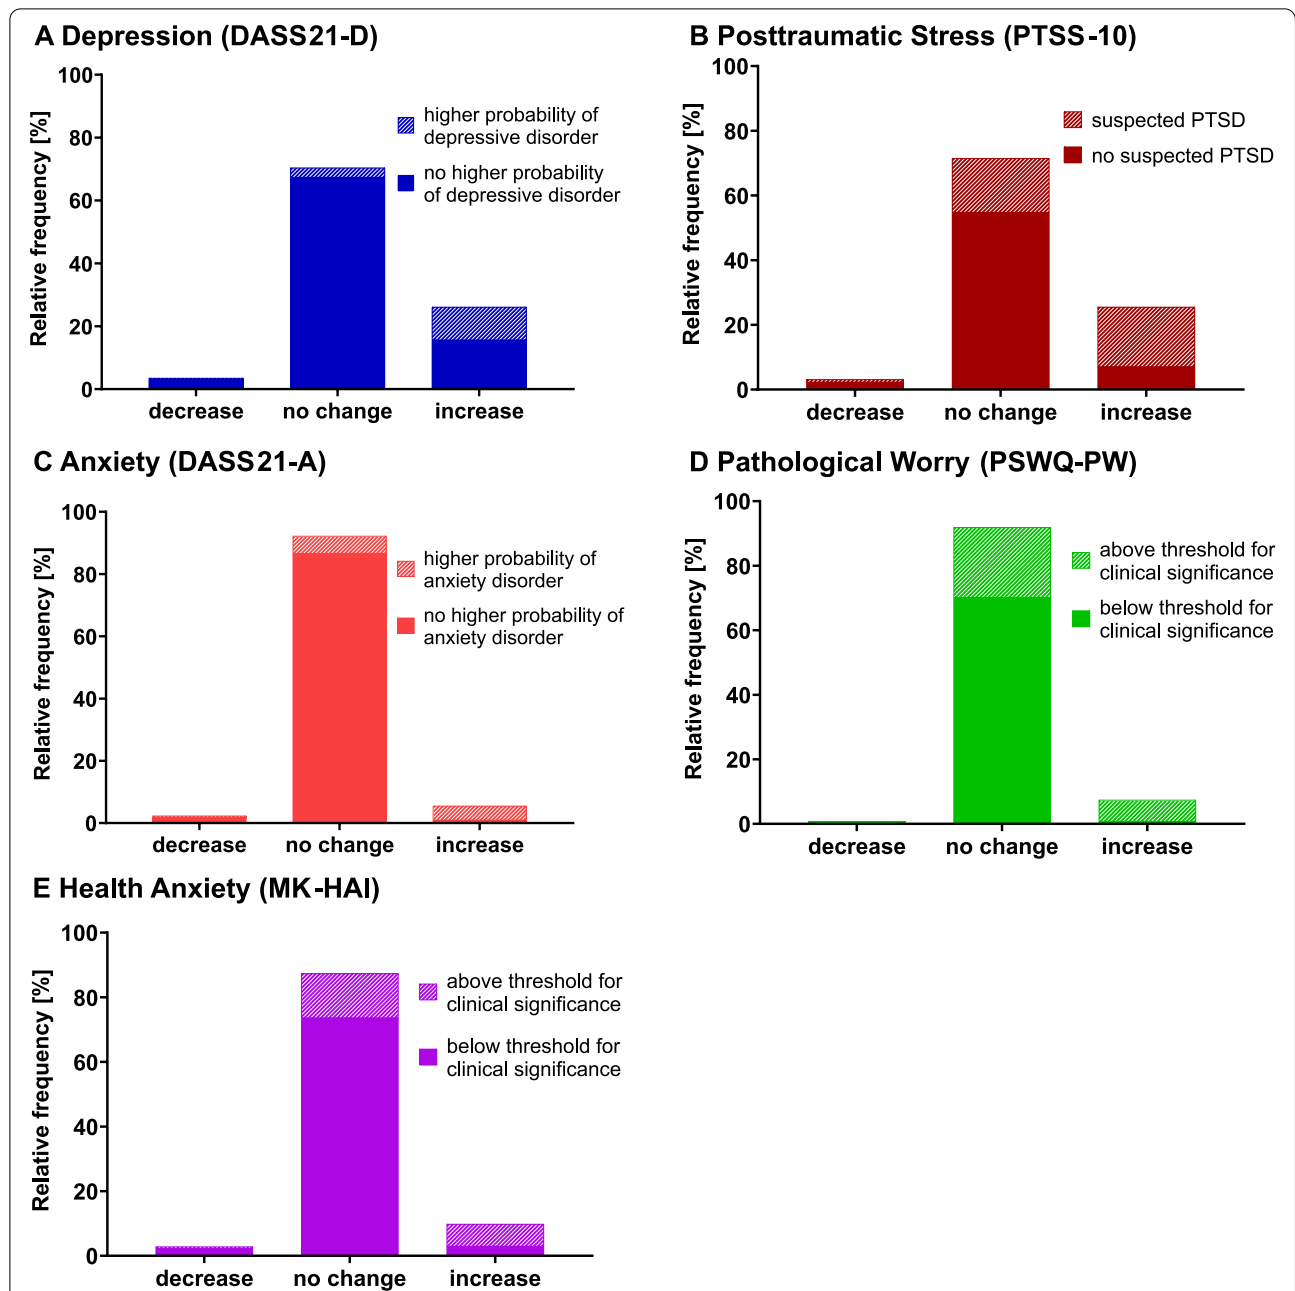 A Depression (DASS21-D)
Relative frequency [%]
100
80
60
40
20
0
higher probability of
depressive disorder
no higher probability
of depressive disorder
decrease
no change
increase
B Posttraumatic Stress (PTSS-10)
Relative frequency [%]
100
80
60
40
20
0
suspected PTSD
no suspected PTSD
decrease
no change
increase
C Anxiety (DASS21-A)
Relative frequency [%]
100
80
60
40
20
0
higher probability of
anxiety disorder
no higher probability of
anxiety disorder
decrease
no change
increase
D Pathological Worry (PSWQ-PW)
Relative frequency [%]
100
80
60
40
20
0
above threshold for
clinical significance
below threshold for
clinical significance
decrease
no change
increase
E Health Anxiety (MK-HAI)
Relative frequency [%]
100
80
60
40
20
0
above threshold for
clinical significance
below threshold for
clinical significance
decrease
no change
increase